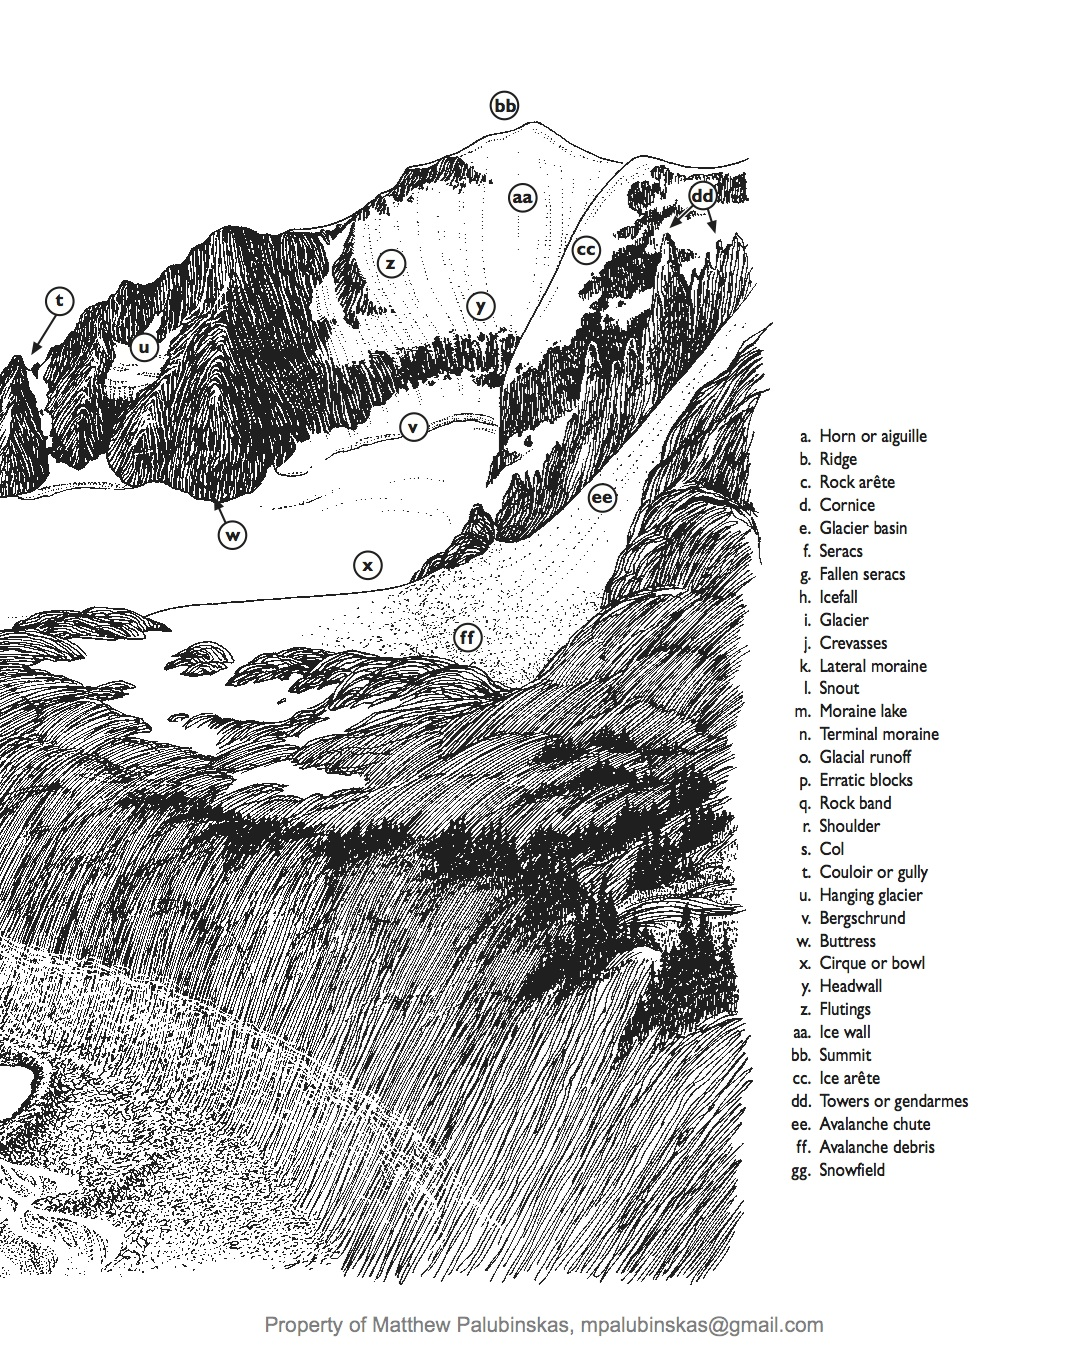 bb
aa
dd
cc
z
t
y
u
v
ee
w
x
ff
a. Horn or aiguille
b. Ridge
c. Rock arête
d. Cornice
e. Glacier basin
f. Seracs
g. Fallen seracs
h. Icefall
i. Glacier
j. Crevasses
k. Lateral moraine
l. Snout
m. Moraine lake
n. Terminal moraine
o. Glacial runoff
p. Erratic blocks
q. Rock band
r. Shoulder
s. Col
t. Couloir or gully
u. Hanging glacier
v. Bergschrund
w. Buttress
x. Cirque or bowl
y. Headwall
z. Flutings
aa. Ice wall
bb. Summit
cc. Ice arête
dd. Towers or gendarmes
ee. Avalanche chute
ff. Avalanche debris
gg. Snowfield
Property of Matthew Palubinskas, mpalubinskas@gmail.com